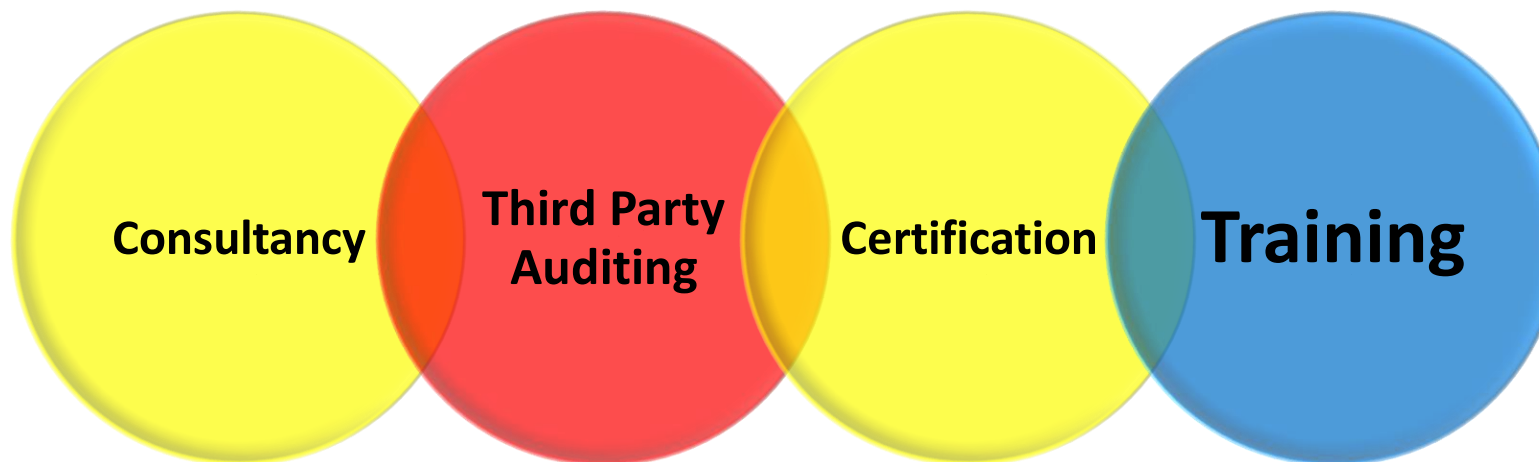 Consultancy
Third Party
Auditing
Certification
Training